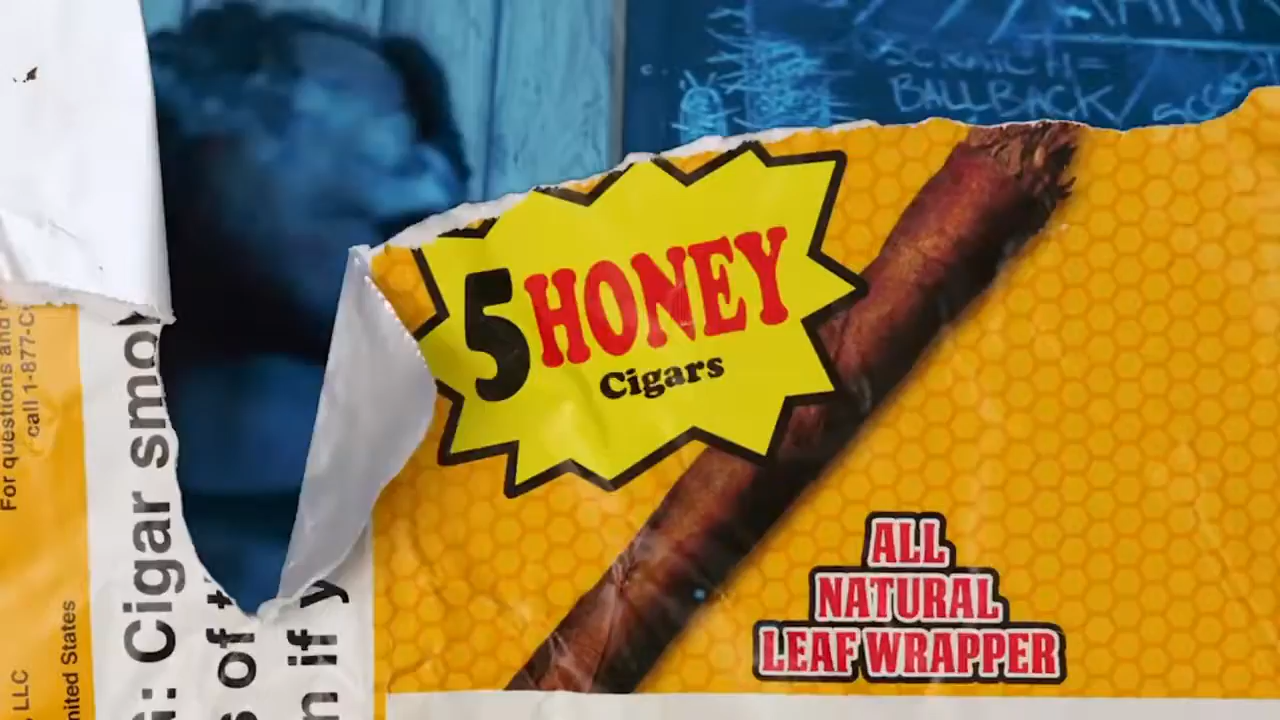 SCRATCH=
BALLBACK/
5 HONEY
Cigars
ALL
NATURAL
LEAF WRAPPER
For questions and
call 1-877-
LLC
United States
: Cigar smo
of
if y